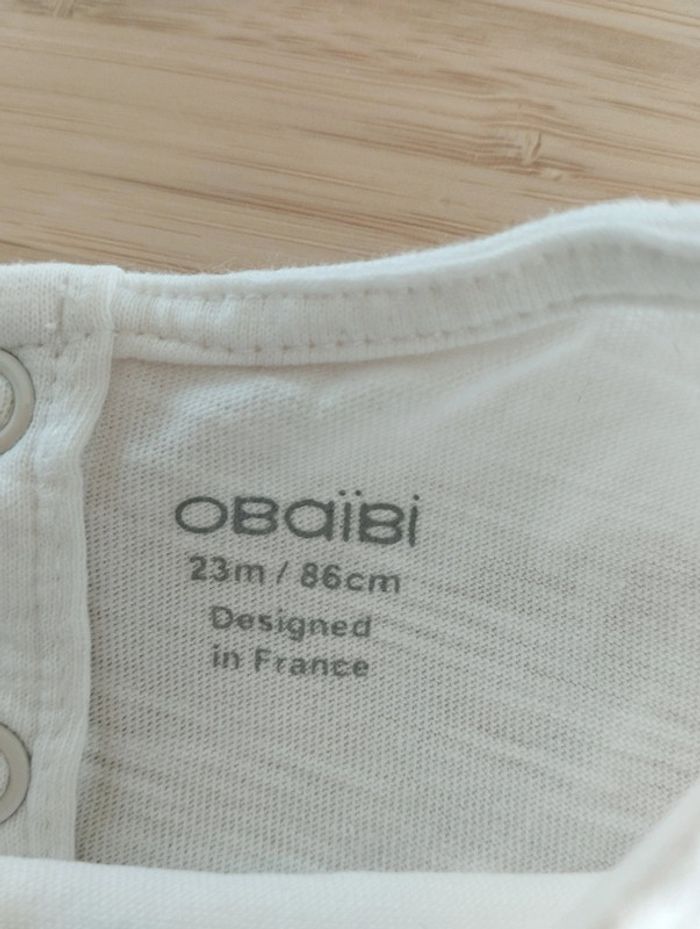 OBaïBi
23m / 86cm
Designed
in France